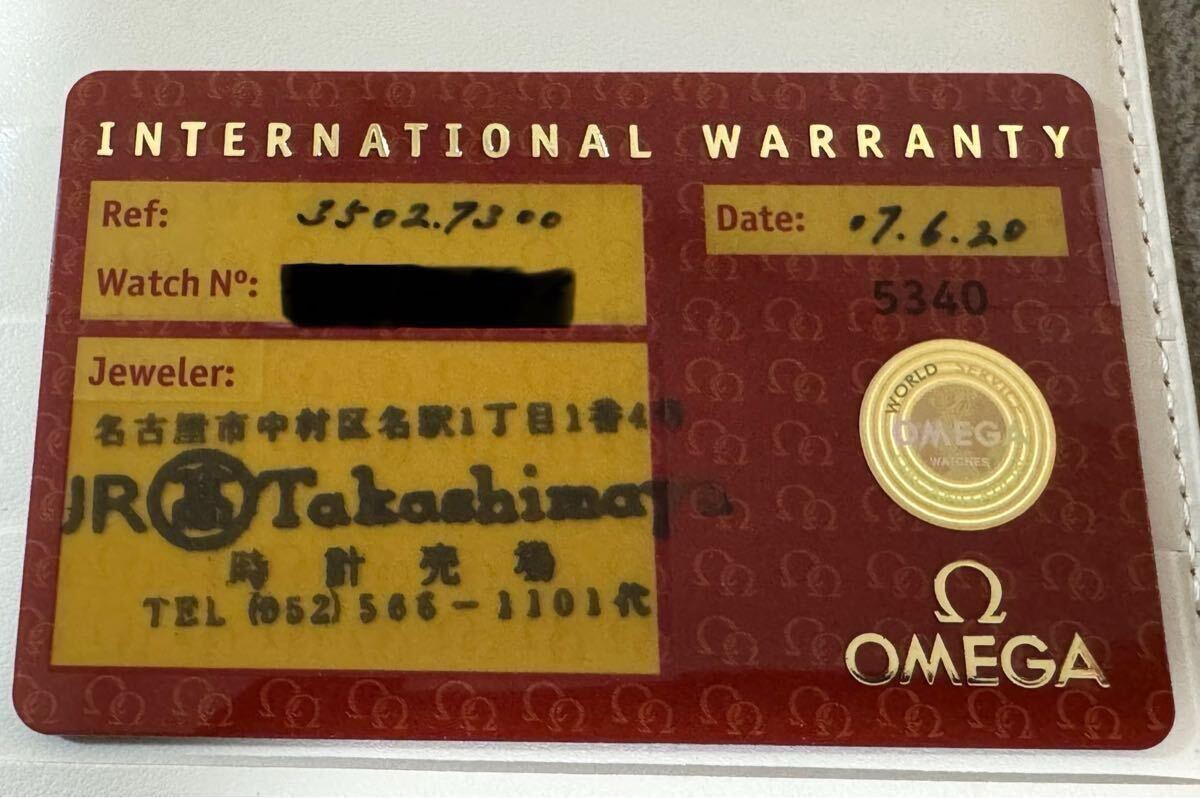 INTERNATIONAL WARRANTY
Ref: 3502.7300
Date: 07.6.20
Watch Nº:
5340
Jeweler:
名古屋市中村区名駅1丁目1番4号
JR 髙 Takashimaya
時計売場
TEL (052) 566-1101代
WORLD SERVICE
OMEGA
WATCHES
Ω
OMEGA